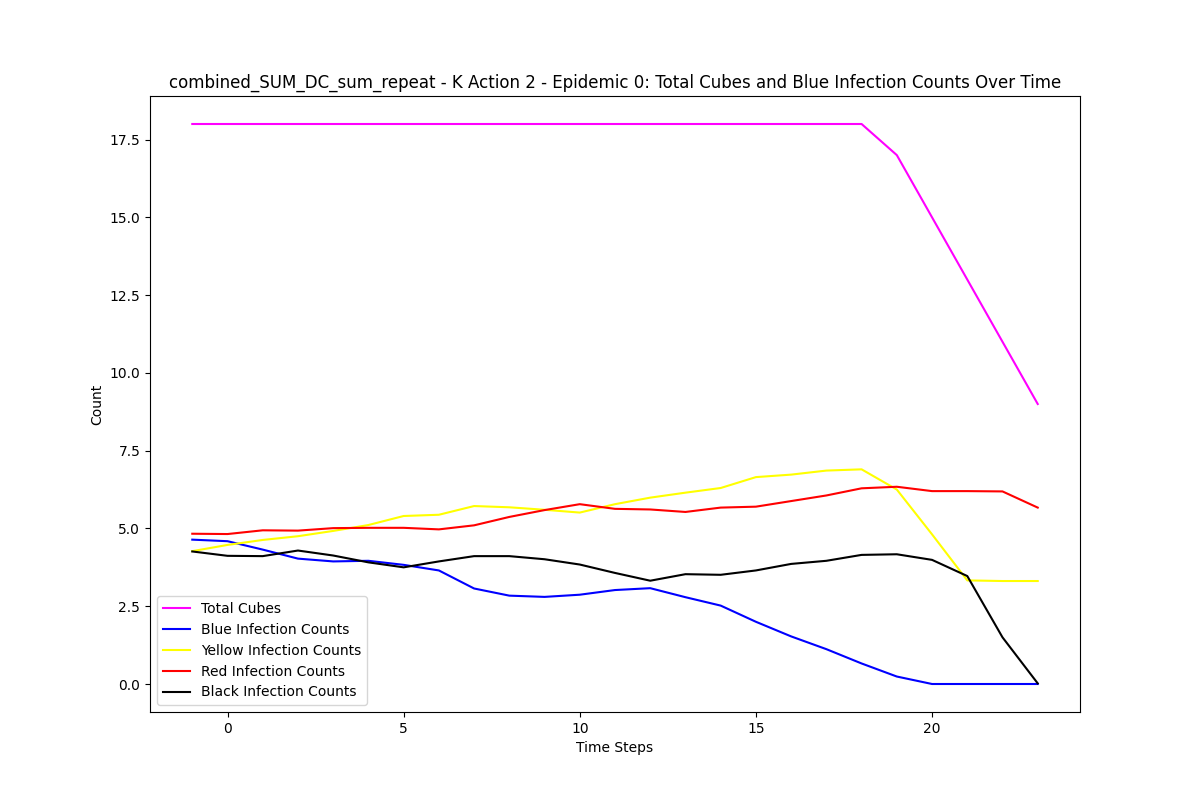 combined_SUM_DC_sum_repeat - K Action 2 - Epidemic 0: Total Cubes and Blue Infection Counts Over Time
17.5
15.0
12.5
10.0
7.5
5.0
2.5
0.0
Count
Total Cubes
Blue Infection Counts
Yellow Infection Counts
Red Infection Counts
Black Infection Counts
0 5 10 15 20
Time Steps